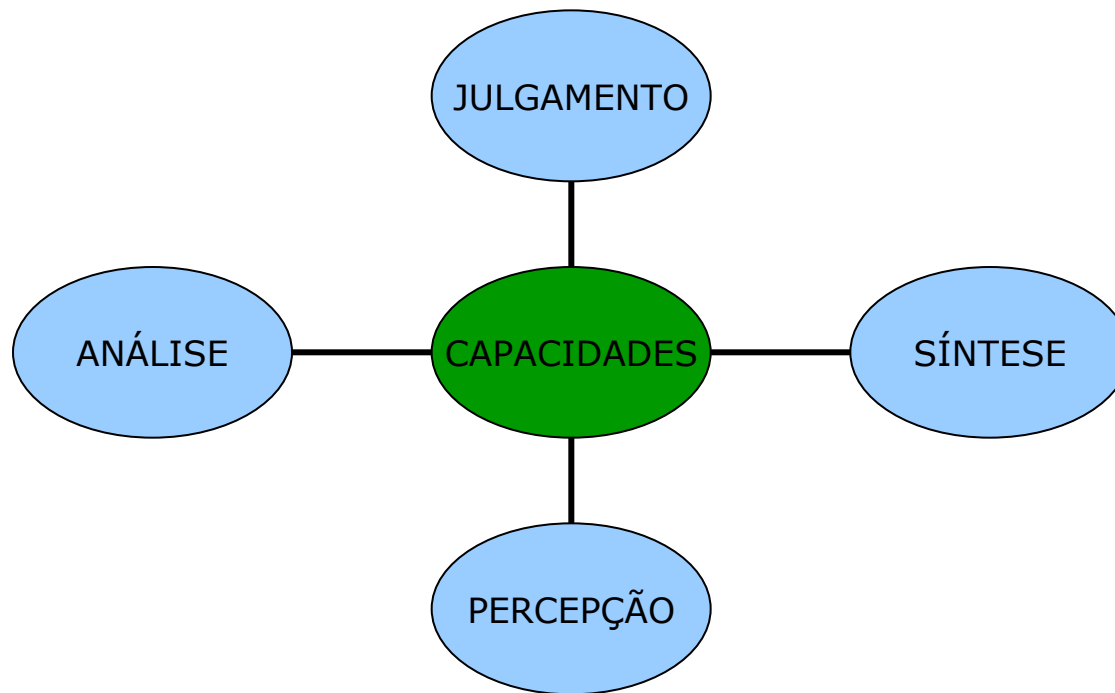 JULGAMENTO
ANÁLISE
CAPACIDADES
SÍNTESE
PERCEPÇÃO